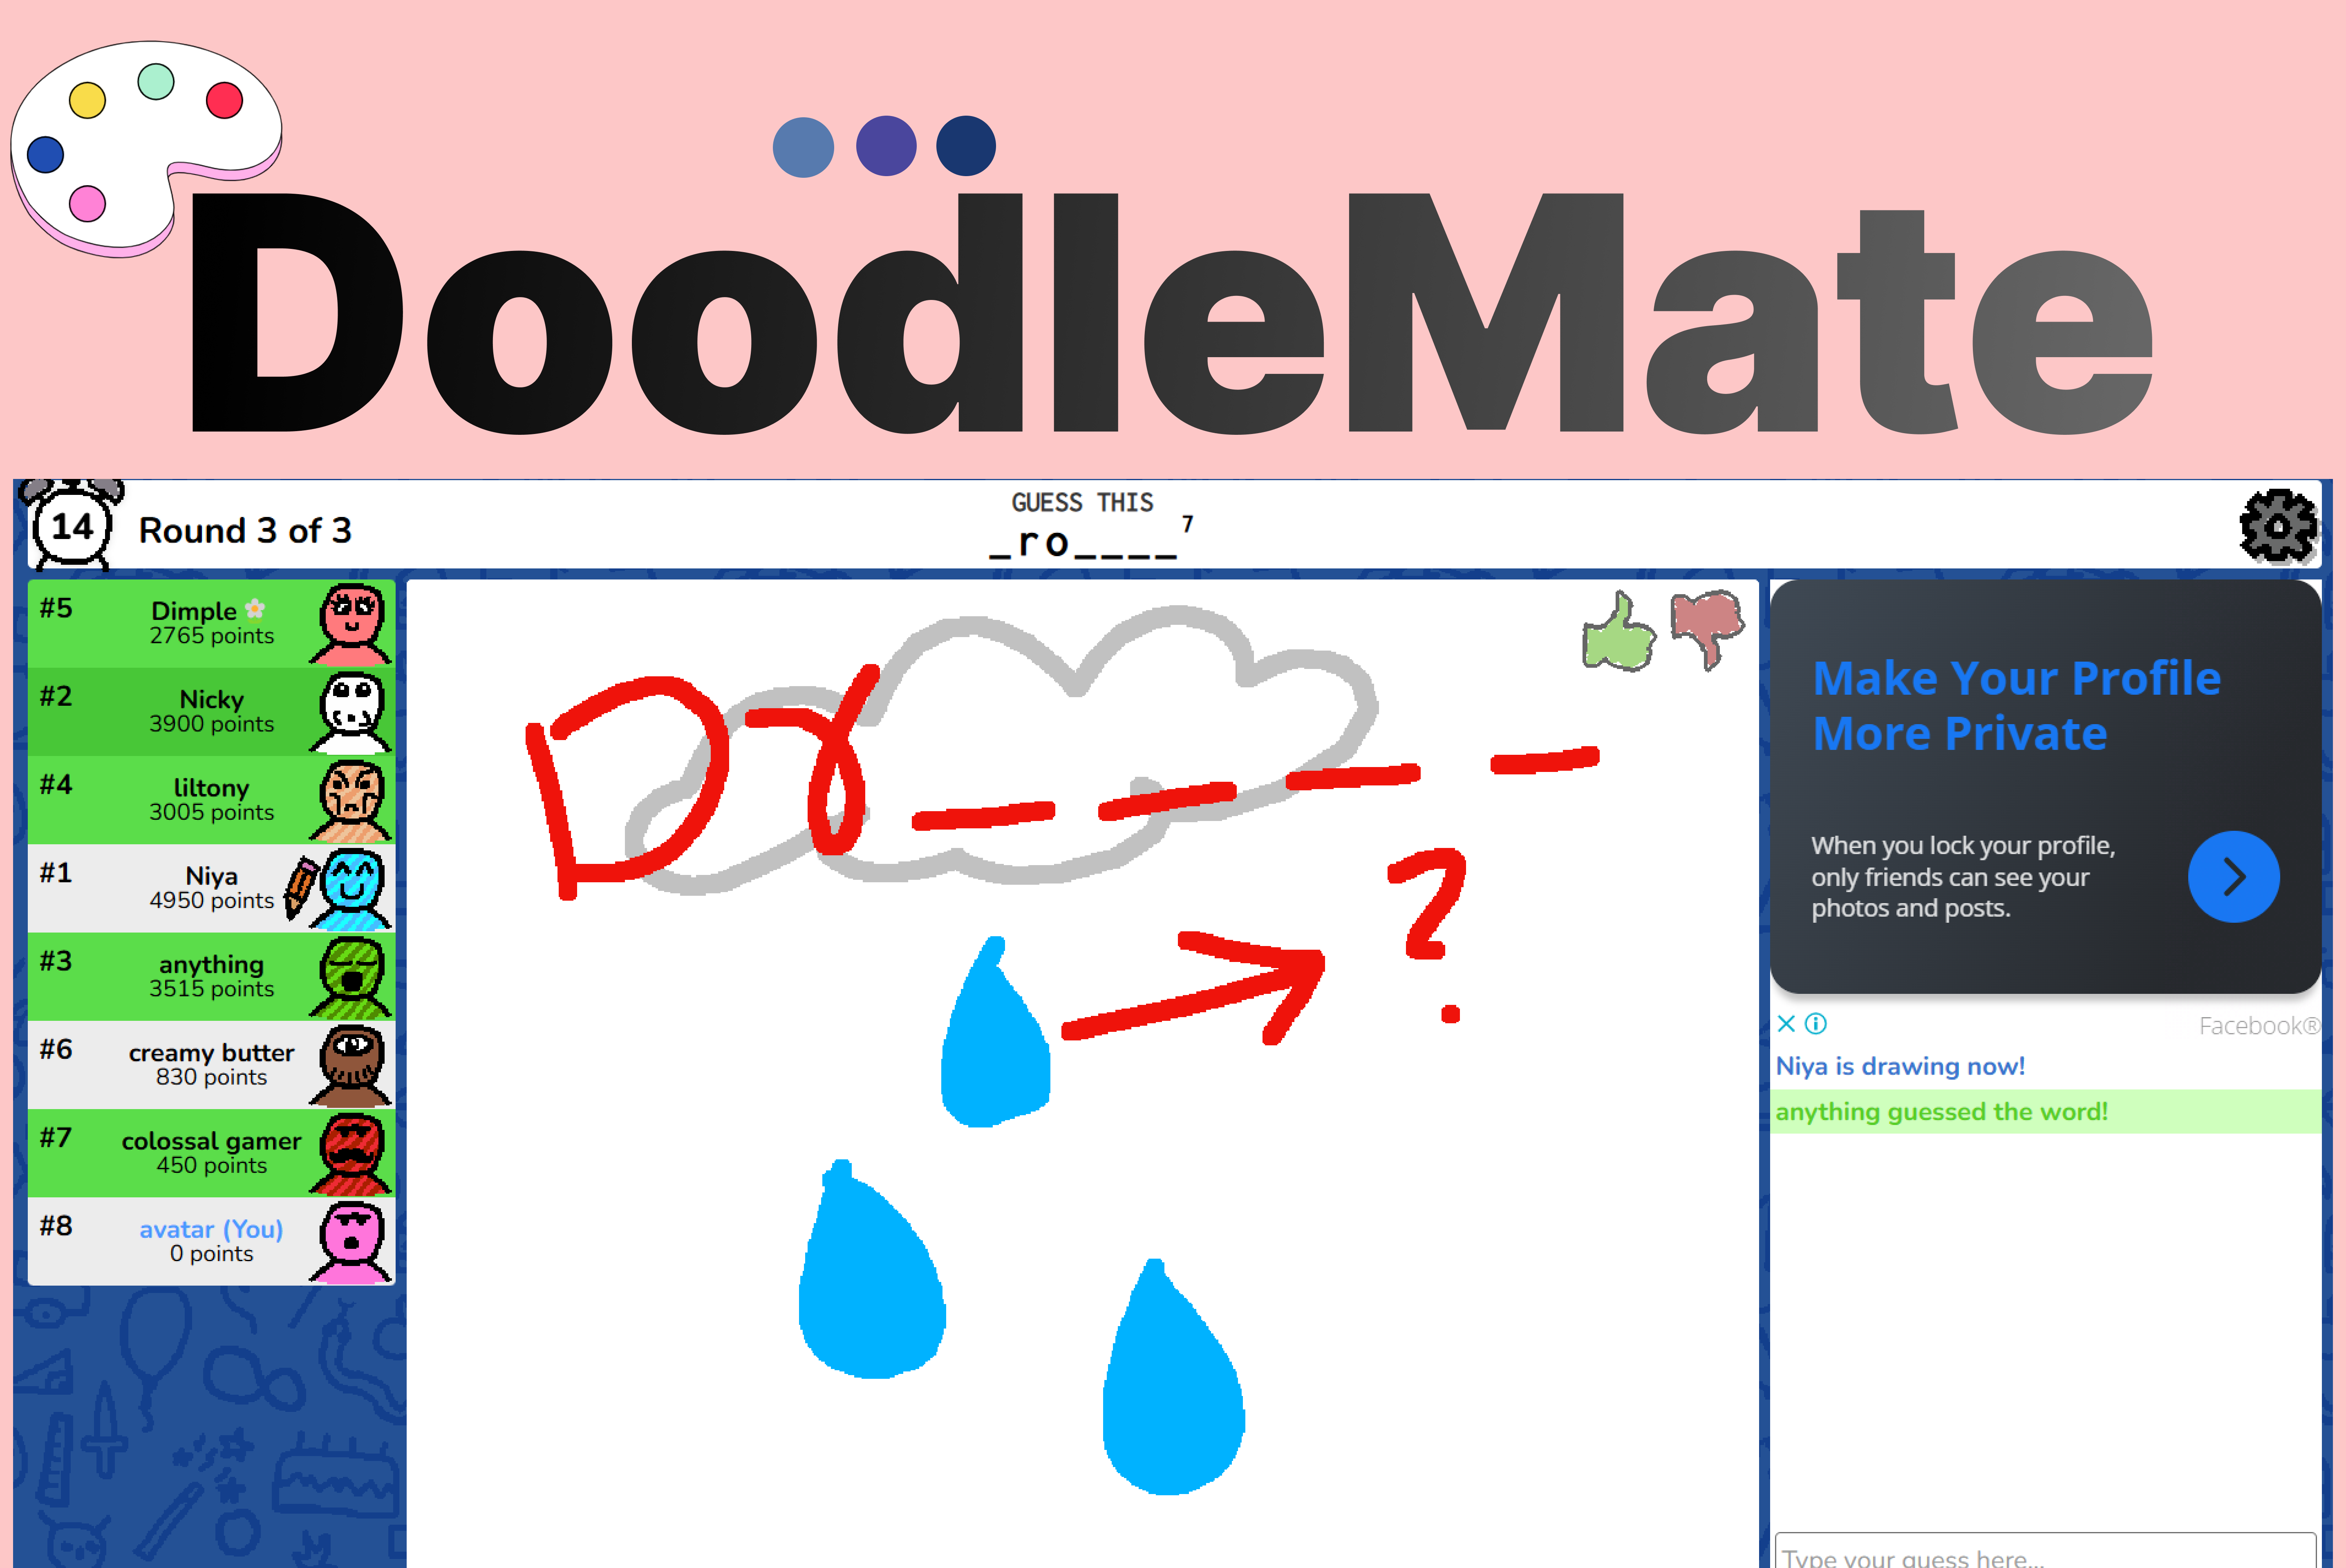 DoodleMate
14
Round 3 of 3
GUESS THIS
_ro____ 7
#5 Dimple
2765 points
#2 Nicky
3900 points
#4 liltony
3005 points
#1 Niya
4950 points
#3 anything
3515 points
#6 creamy butter
830 points
#7 colossal gamer
450 points
#8 avatar (You)
0 points
?
Make Your Profile
More Private
When you lock your profile,
only friends can see your
photos and posts.
Facebook®
Niya is drawing now!
anything guessed the word!
Type your guess here...